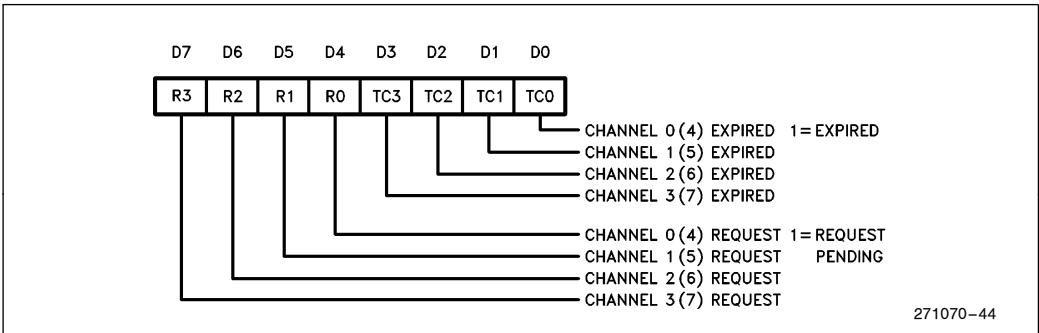 D7 D6 D5 D4 D3 D2 D1 D0
R3 R2 R1 R0 TC3 TC2 TC1 TC0
CHANNEL 0(4) EXPIRED 1=EXPIRED
CHANNEL 1(5) EXPIRED
CHANNEL 2(6) EXPIRED
CHANNEL 3(7) EXPIRED
CHANNEL 0(4) REQUEST 1=REQUEST
CHANNEL 1(5) REQUEST PENDING
CHANNEL 2(6) REQUEST
CHANNEL 3(7) REQUEST
271070-44